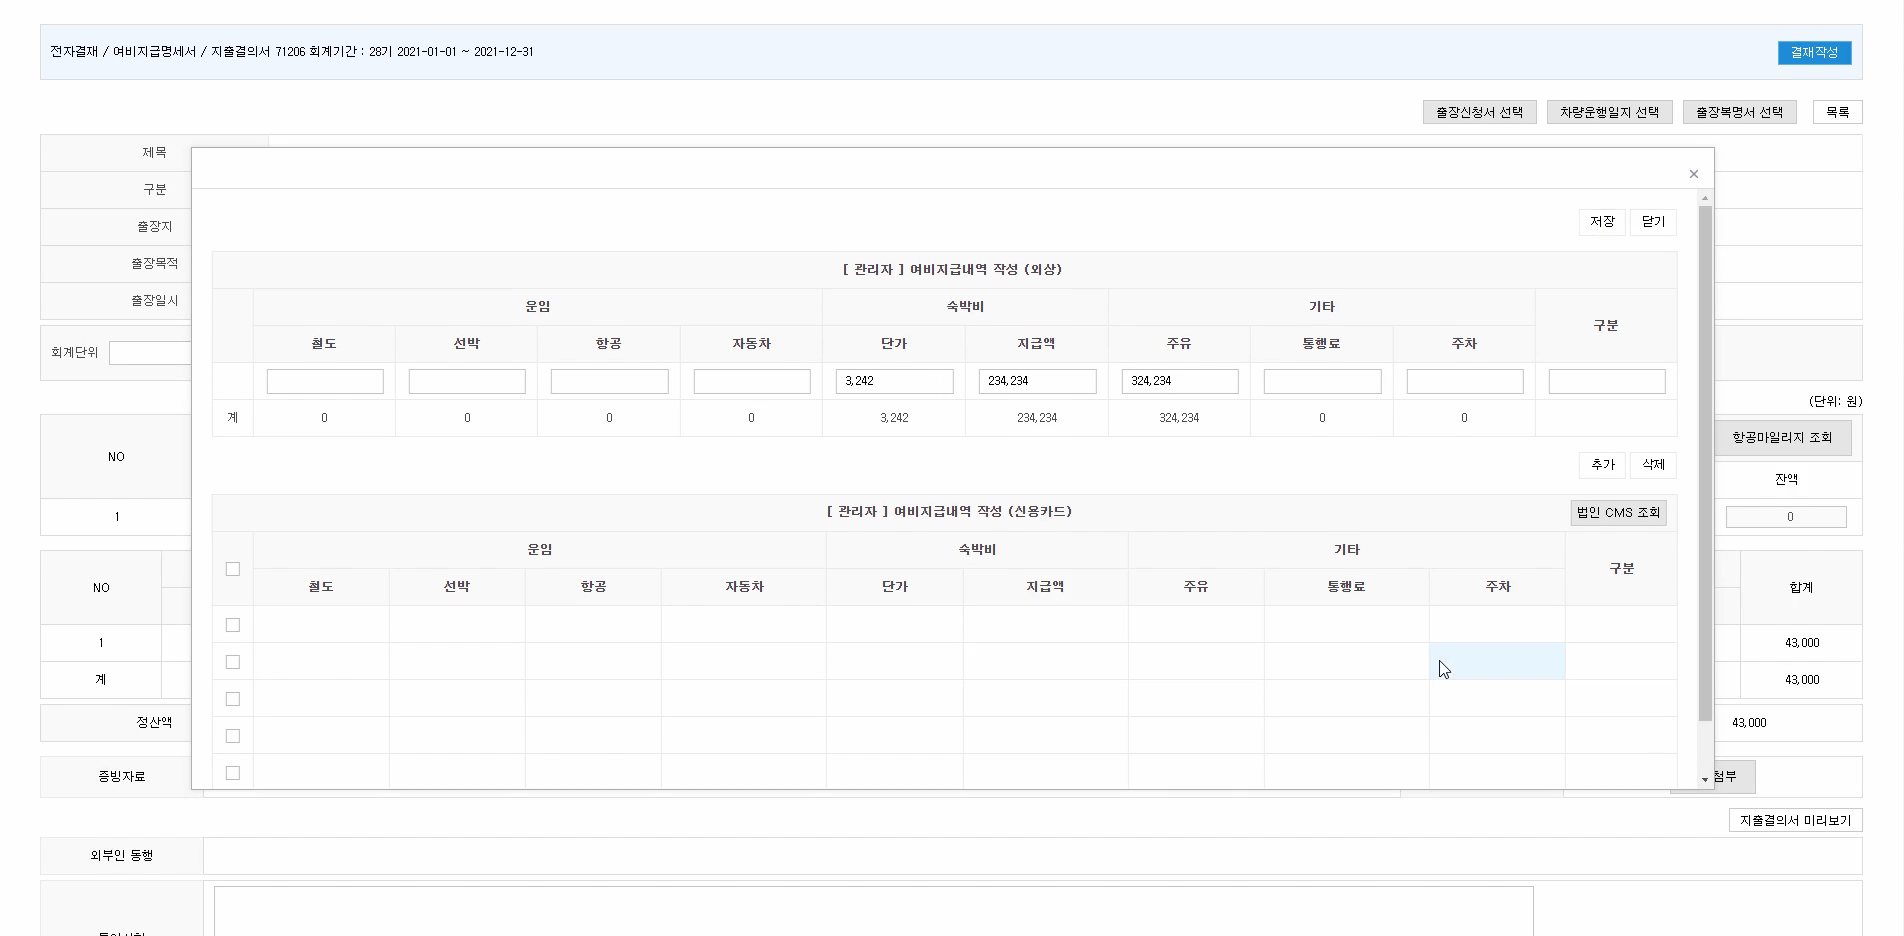 전자결재 / 여비지급명세서 / 지출결의서 71206 회계기간 : 28기 2021-01-01 ~ 2021-12-31
결재작성
출장신청서 선택 차량운행일지 선택 출장복명서 선택 목록
제목
구분
출장지
출장목적
출장일시
회계단위
×
저장 닫기
[ 관리자 ] 여비지급내역 작성 (외상)
운임 숙박비 기타 구분
철도 선박 항공 자동차 단가 지급액 주유 통행료 주차
3,242 234,234 324,234
계 0 0 0 0 3,242 234,234 324,234 0 0
추가 삭제
[ 관리자 ] 여비지급내역 작성 (신용카드) 법인 CMS 조회
운임 숙박비 기타 구분
철도 선박 항공 자동차 단가 지급액 주유 통행료 주차
(단위: 원)
NO 항공마일리지 조회
잔액
1 0
NO 합계
1 43,000
계 43,000
정산액 43,000
증빙자료 첨부
지출결의서 미리보기
외부인 동행